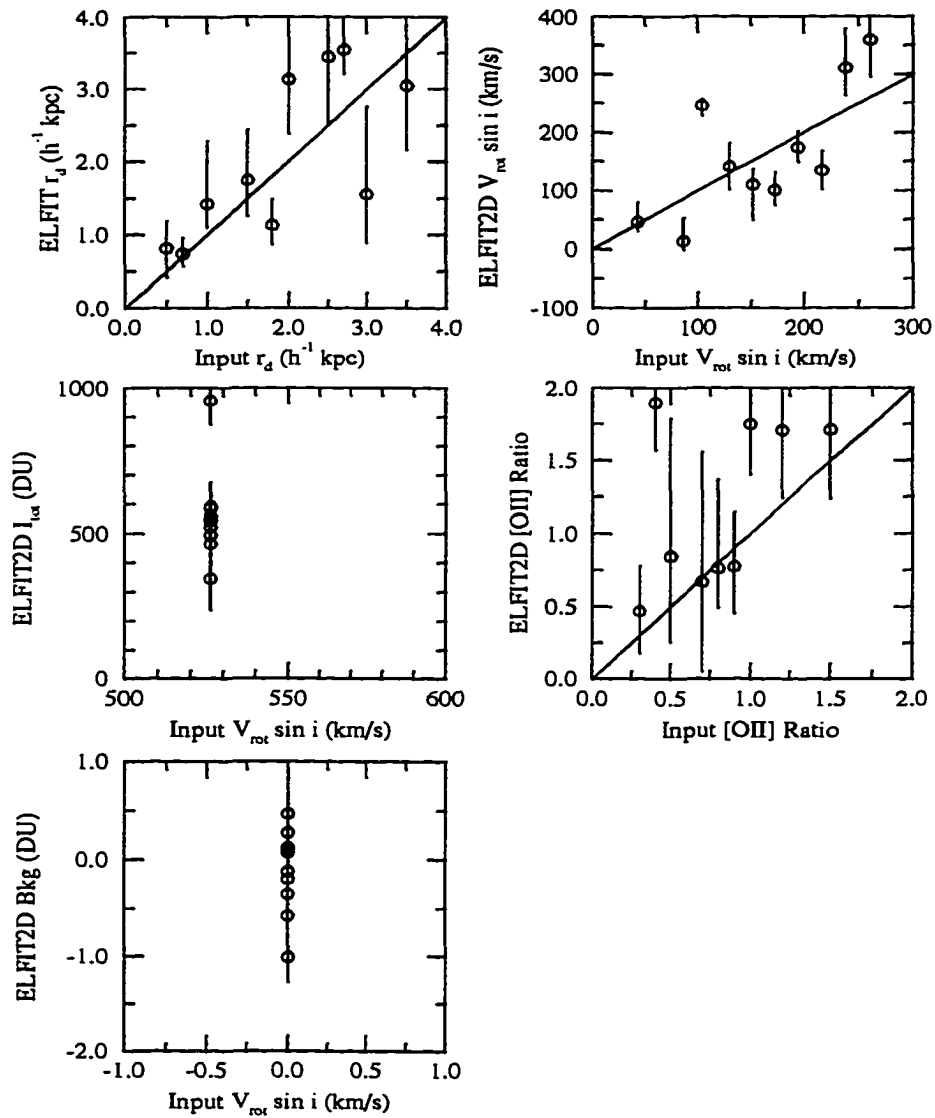 4.0
3.0
2.0
1.0
0.0
ELFIT r_d (h^-1 kpc)
0.0 1.0 2.0 3.0 4.0
Input r_d (h^-1 kpc)
400
300
200
100
0
-100
ELFIT2D V_rot sin i (km/s)
0 100 200 300
Input V_rot sin i (km/s)
1000
500
0
ELFIT2D I_tot (DU)
500 550 600
Input V_rot sin i (km/s)
2.0
1.5
1.0
0.5
0.0
ELFIT2D [OII] Ratio
0.0 0.5 1.0 1.5 2.0
Input [OII] Ratio
1.0
0.0
-1.0
-2.0
ELFIT2D Bkg (DU)
-1.0 -0.5 0.0 0.5 1.0
Input V_rot sin i (km/s)